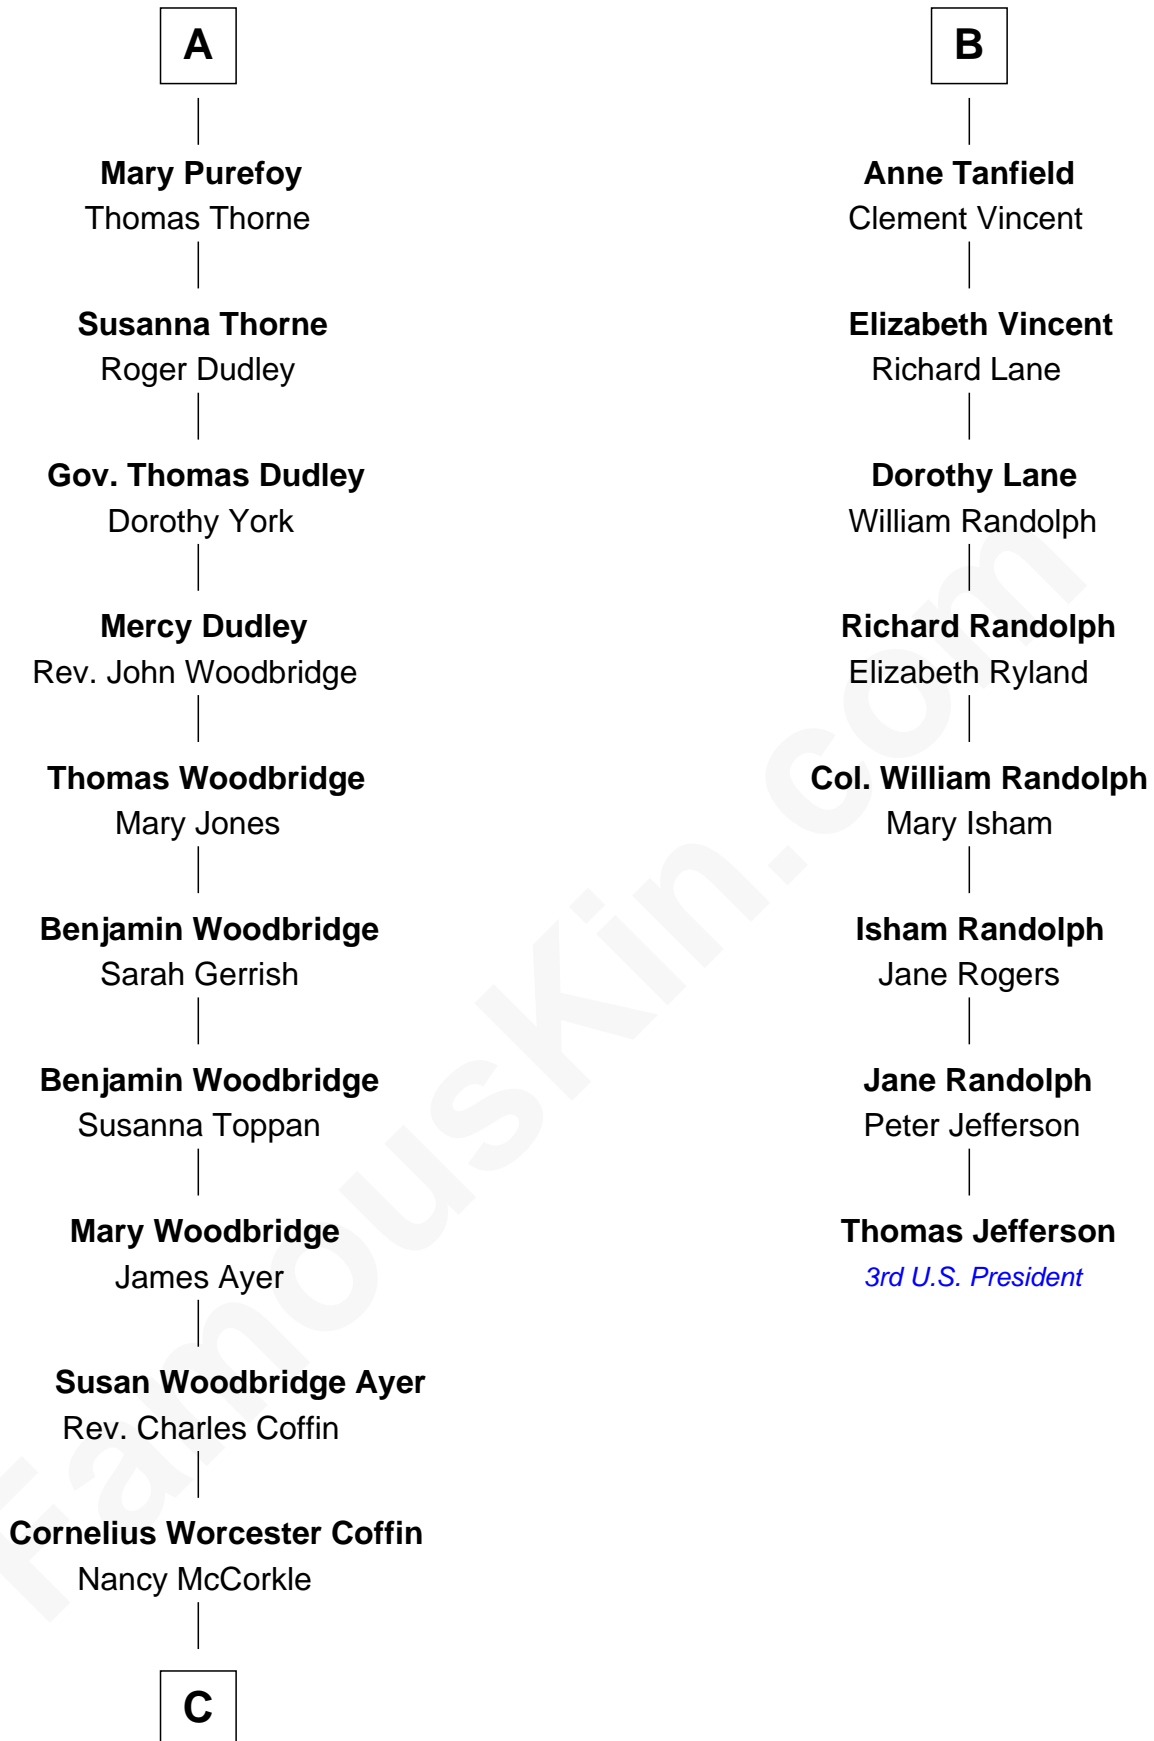 A
Mary Purefoy
Thomas Thorne
Susanna Thorne
Roger Dudley
Gov. Thomas Dudley
Dorothy York
Mercy Dudley
Rev. John Woodbridge
Thomas Woodbridge
Mary Jones
Benjamin Woodbridge
Sarah Gerrish
Benjamin Woodbridge
Susanna Toppan
Mary Woodbridge
James Ayer
Susan Woodbridge Ayer
Rev. Charles Coffin
Cornelius Worcester Coffin
Nancy McCorkle
C
B
Anne Tanfield
Clement Vincent
Elizabeth Vincent
Richard Lane
Dorothy Lane
William Randolph
Richard Randolph
Elizabeth Ryland
Col. William Randolph
Mary Isham
Isham Randolph
Jane Rogers
Jane Randolph
Peter Jefferson
Thomas Jefferson
3rd U.S. President
FamousKin.com